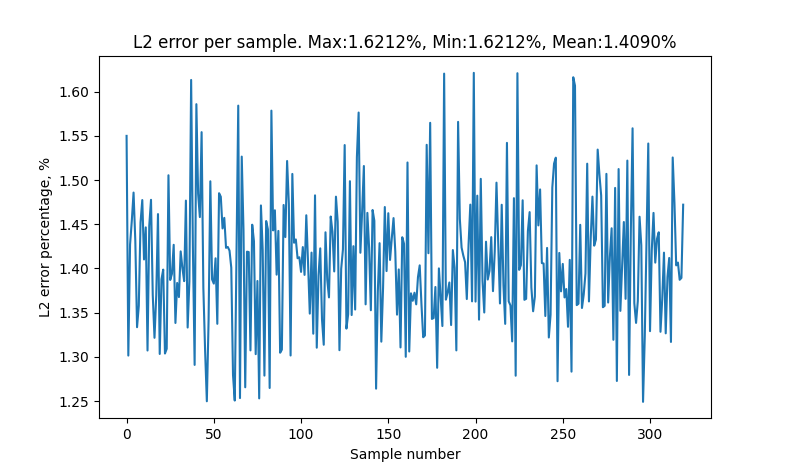 L2 error per sample. Max:1.6212%, Min:1.6212%, Mean:1.4090%
1.60
1.55
1.50
1.45
1.40
1.35
1.30
1.25
L2 error percentage, %
0 50 100 150 200 250 300
Sample number